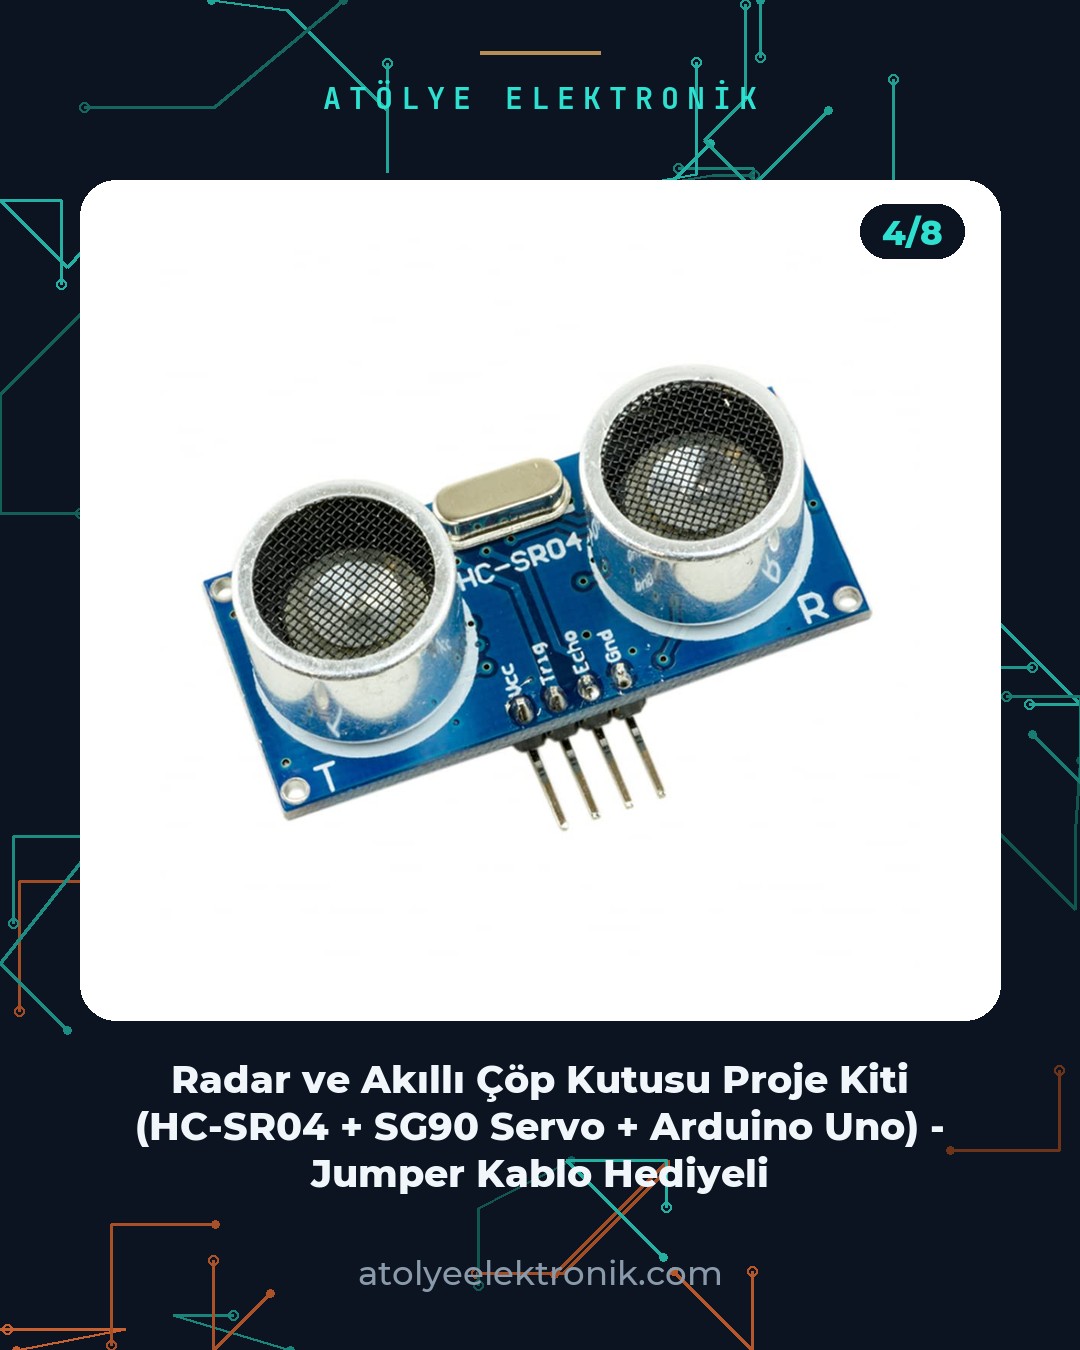 ATÖLYE ELEKTRONİK
4/8
HC-SR04
Vcc
Trig
Echo
Gnd
R
T
Radar ve Akıllı Çöp Kutusu Proje Kiti
(HC-SR04 + SG90 Servo + Arduino Uno) -
Jumper Kablo Hediyeli
atolyeelektronik.com